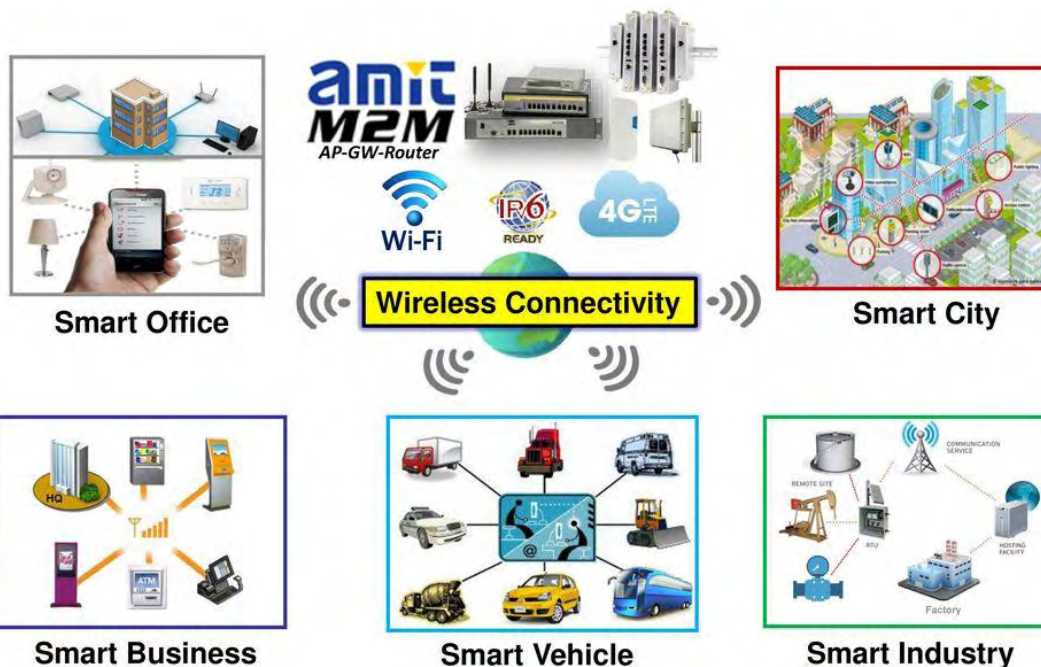 amit
M2M
AP-GW-Router
Wi-Fi
IPv6
READY
4G LTE
Wireless Connectivity
Smart Office
Smart City
HQ
ATM
Smart Business
@
Smart Vehicle
COMMUNICATION
SERVICE
REMOTE SITE
RTU
HOSTING
FACILITY
Factory
Smart Industry